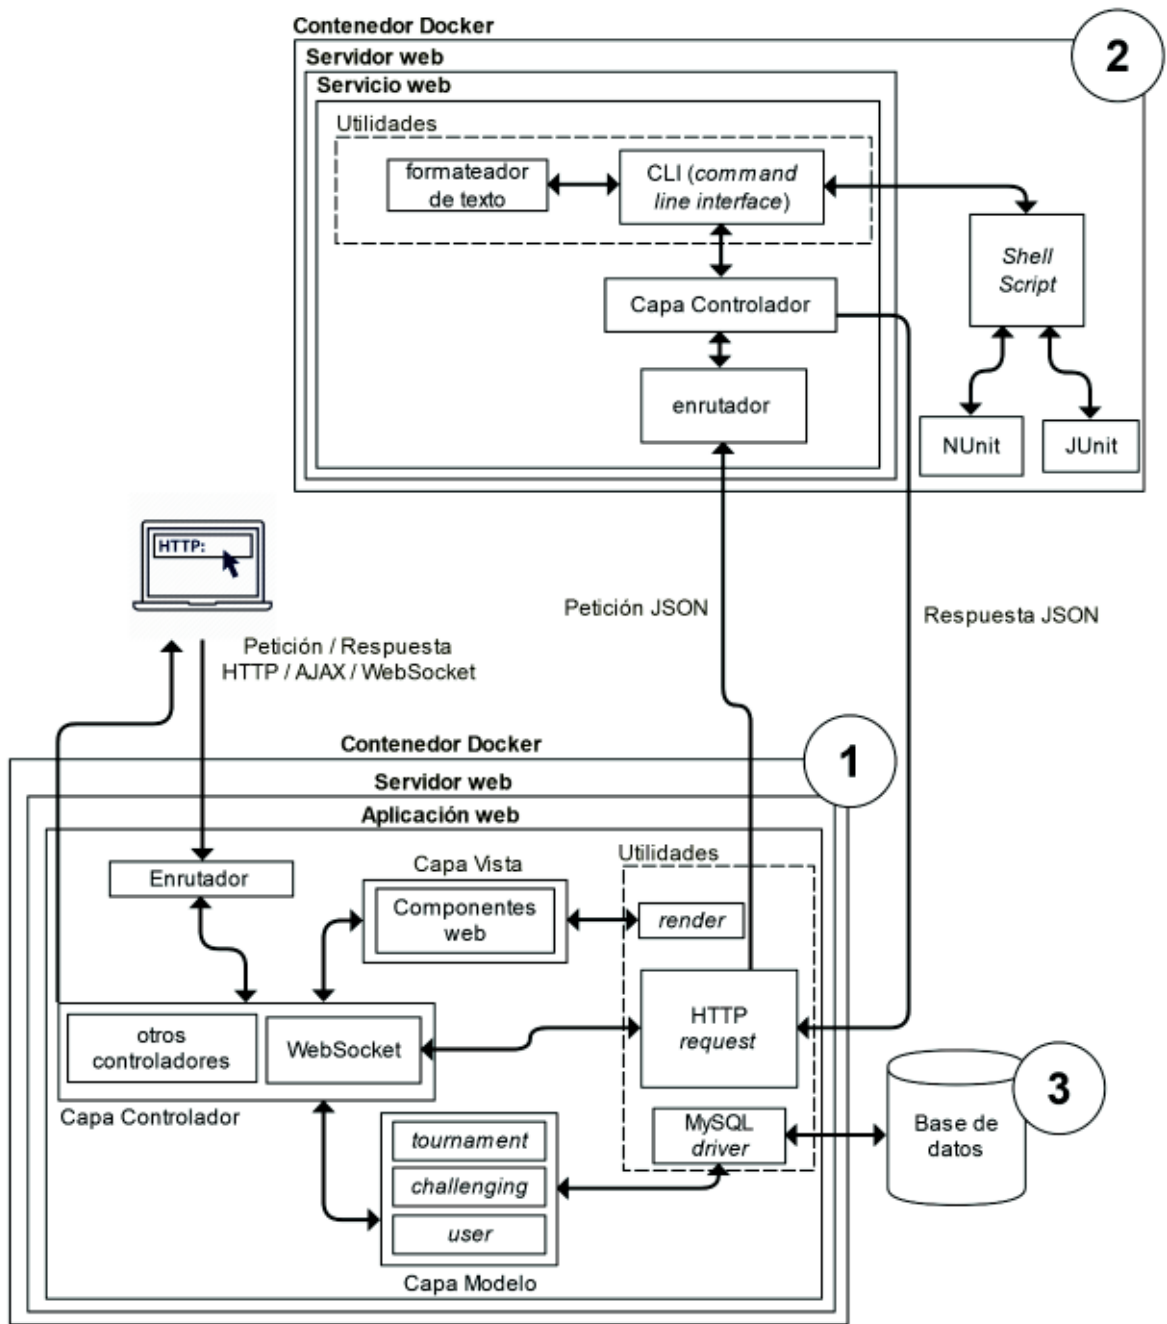 Contenedor Docker
2
Servidor web
Servicio web
Utilidades
formateador
de texto
CLI (command
line interface)
Shell
Script
Capa Controlador
enrutador
NUnit
JUnit
HTTP:
Petición JSON
Respuesta JSON
Petición / Respuesta
HTTP / AJAX / WebSocket
Contenedor Docker
1
Servidor web
Aplicación web
Enrutador
Capa Vista
Componentes
web
Utilidades
render
otros
controladores
WebSocket
Capa Controlador
HTTP
request
MySQL
driver
Base de
datos
3
tournament
challenging
user
Capa Modelo